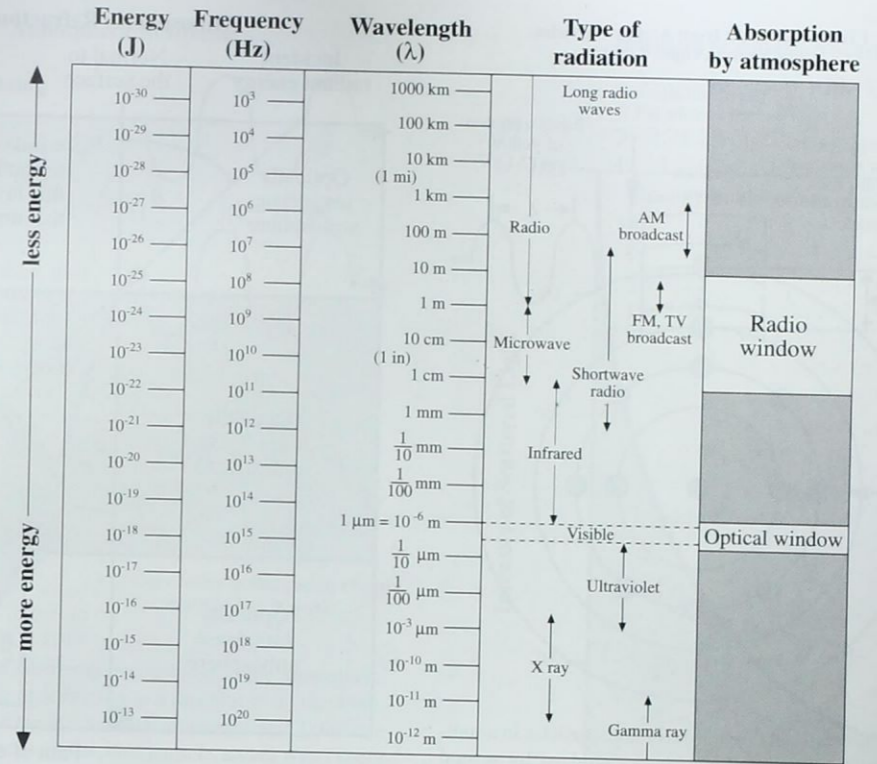 Energy
(J)
Frequency
(Hz)
Wavelength
(λ)
Type of
radiation
Absorption
by atmosphere
less energy
more energy
10⁻³⁰
10⁻²⁹
10⁻²⁸
10⁻²⁷
10⁻²⁶
10⁻²⁵
10⁻²⁴
10⁻²³
10⁻²²
10⁻²¹
10⁻²⁰
10⁻¹⁹
10⁻¹⁸
10⁻¹⁷
10⁻¹⁶
10⁻¹⁵
10⁻¹⁴
10⁻¹³
10³
10⁴
10⁵
10⁶
10⁷
10⁸
10⁹
10¹⁰
10¹¹
10¹²
10¹³
10¹⁴
10¹⁵
10¹⁶
10¹⁷
10¹⁸
10¹⁹
10²⁰
1000 km
100 km
10 km
(1 mi)
1 km
100 m
10 m
1 m
10 cm
(1 in)
1 cm
1 mm
1/10 mm
1/100 mm
1 μm = 10⁻⁶ m
1/10 μm
1/100 μm
10⁻³ μm
10⁻¹⁰ m
10⁻¹¹ m
10⁻¹² m
Long radio
waves
Radio
AM
broadcast
FM, TV
broadcast
Microwave
Shortwave
radio
Infrared
Visible
Ultraviolet
X ray
Gamma ray
Radio
window
Optical window